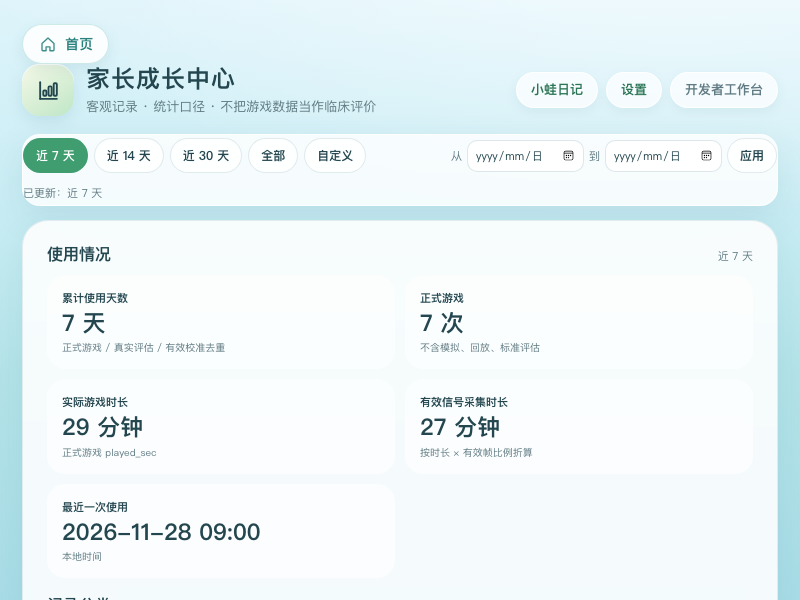 首页
家长成长中心
客观记录 · 统计口径 · 不把游戏数据当作临床评价
小蛙日记
设置
开发者工作台
近 7 天
近 14 天
近 30 天
全部
自定义
从
yyyy/mm/日
到
yyyy/mm/日
应用
已更新：近 7 天
使用情况
近 7 天
累计使用天数
7 天
正式游戏 / 真实评估 / 有效校准去重
正式游戏
7 次
不含模拟、回放、标准评估
实际游戏时长
29 分钟
正式游戏 played_sec
有效信号采集时长
27 分钟
按时长 × 有效帧比例折算
最近一次使用
2026–11–28 09:00
本地时间